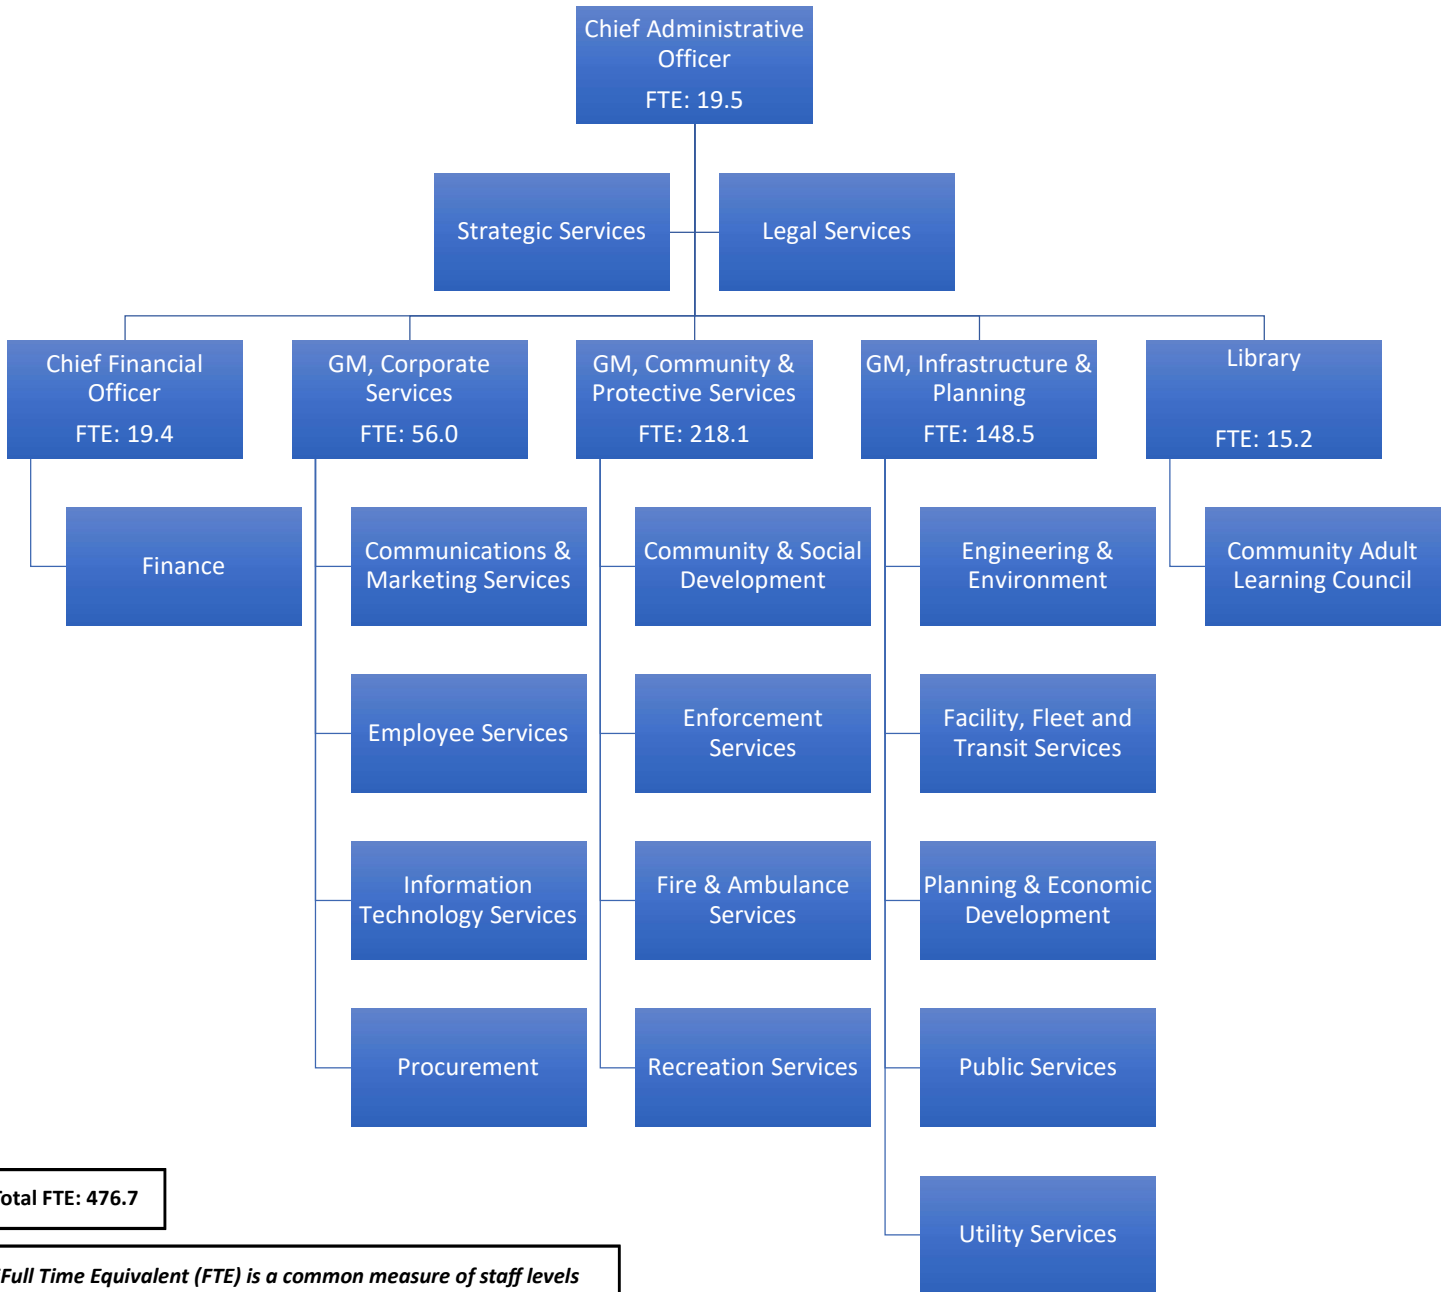 Chief Administrative
Officer
FTE: 19.5
Strategic Services
Legal Services
Chief Financial
Officer
FTE: 19.4
GM, Corporate
Services
FTE: 56.0
GM, Community &
Protective Services
FTE: 218.1
GM, Infrastructure &
Planning
FTE: 148.5
Library
FTE: 15.2
Finance
Communications &
Marketing Services
Community & Social
Development
Engineering &
Environment
Community Adult
Learning Council
Employee Services
Enforcement
Services
Facility, Fleet and
Transit Services
Information
Technology Services
Fire & Ambulance
Services
Planning & Economic
Development
Procurement
Recreation Services
Public Services
Utility Services
Total FTE: 476.7
Full Time Equivalent (FTE) is a common measure of staff levels